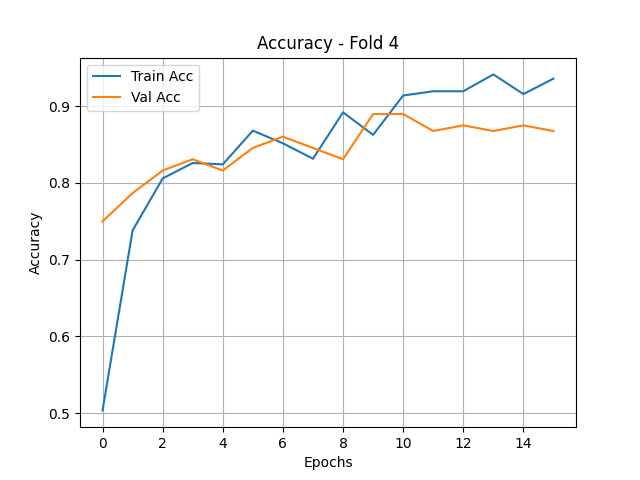 Accuracy - Fold 4
Train Acc
Val Acc
0.9
0.8
0.7
0.6
0.5
Accuracy
0 2 4 6 8 10 12 14
Epochs